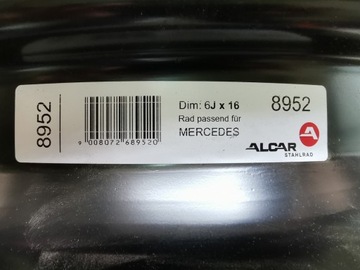 8952
9 008072 689520
Dim: 6J x 16
Rad passend für
MERCEDES
8952
ALCAR
STAHLRAD